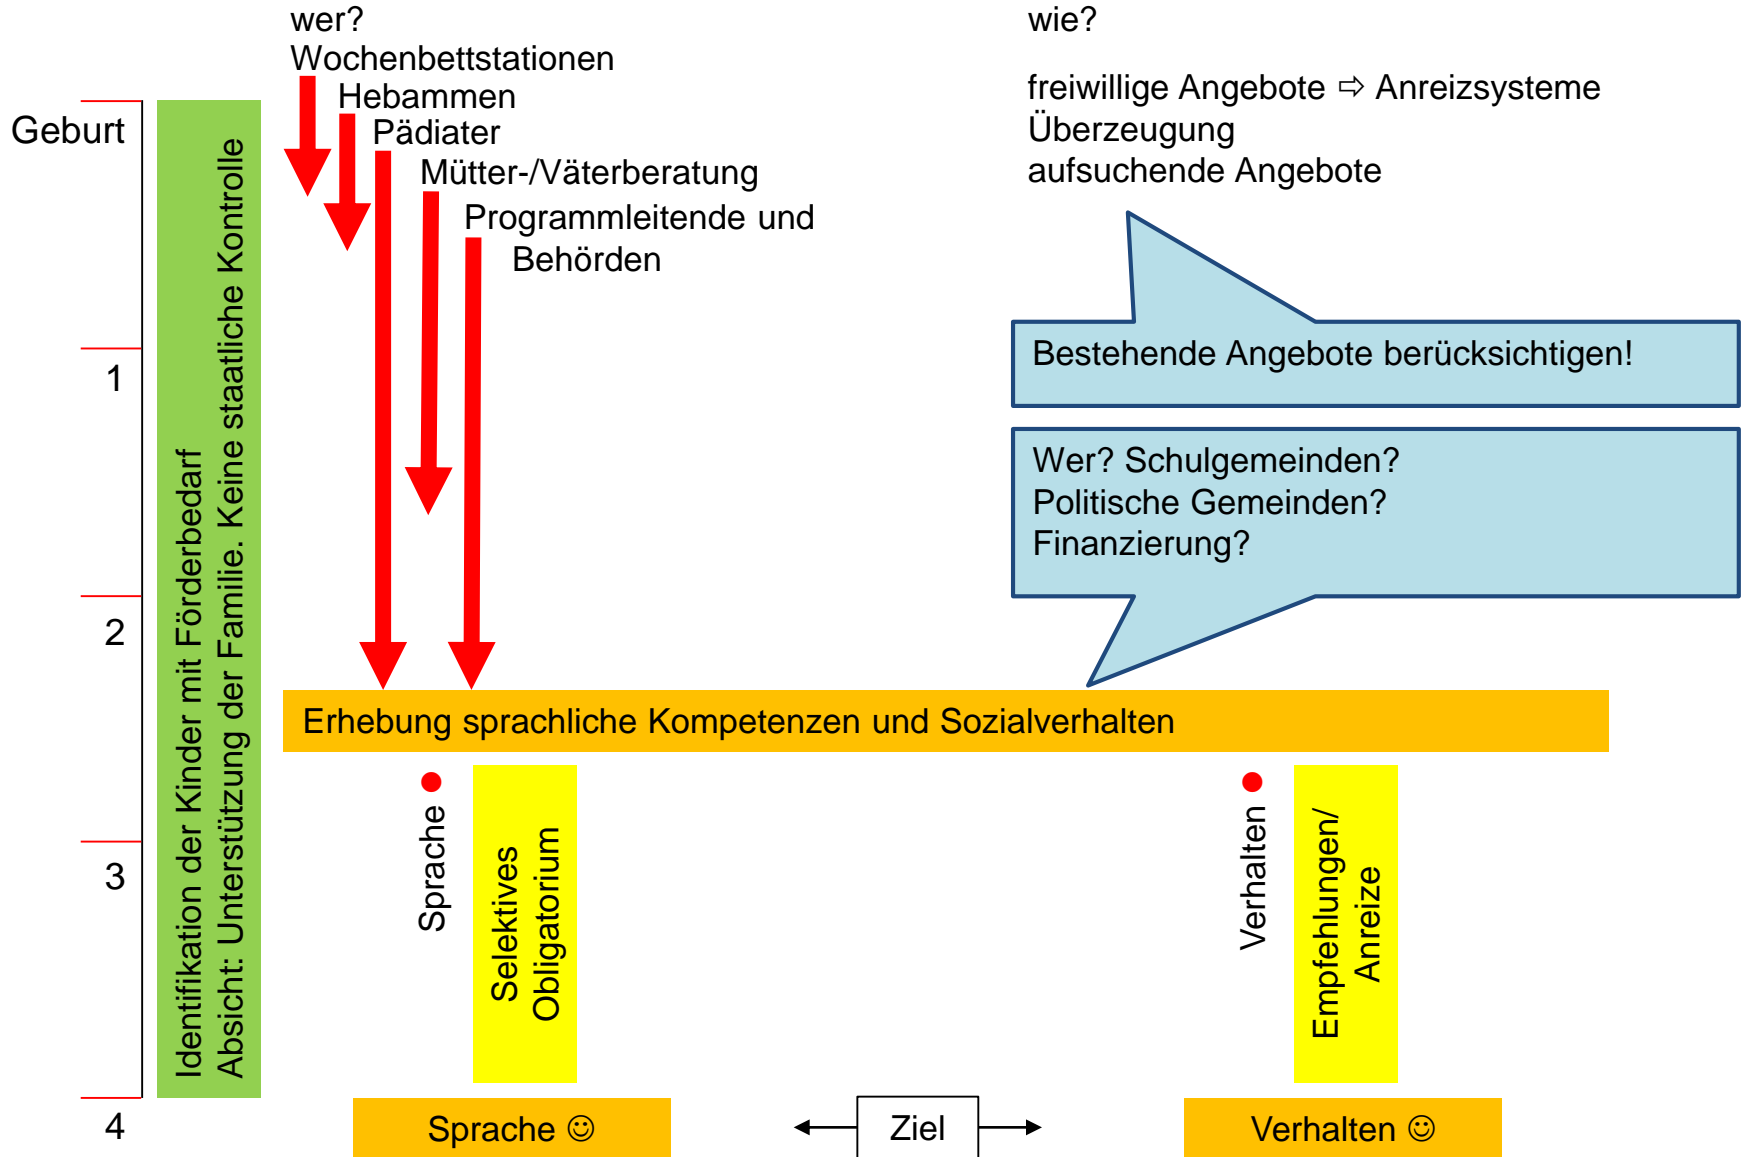 wer?
Wochenbettstationen
Hebammen
Pädiater
Mütter-/Väterberatung
Programmleitende und
Behörden
wie?
freiwillige Angebote ⇨ Anreizsysteme
Überzeugung
aufsuchende Angebote
Geburt
1
2
3
4
Identifikation der Kinder mit Förderbedarf
Absicht: Unterstützung der Familie. Keine staatliche Kontrolle
Bestehende Angebote berücksichtigen!
Wer? Schulgemeinden?
Politische Gemeinden?
Finanzierung?
Erhebung sprachliche Kompetenzen und Sozialverhalten
Sprache
Selektives
Obligatorium
Verhalten
Empfehlungen/
Anreize
Sprache ☺
Ziel
Verhalten ☺